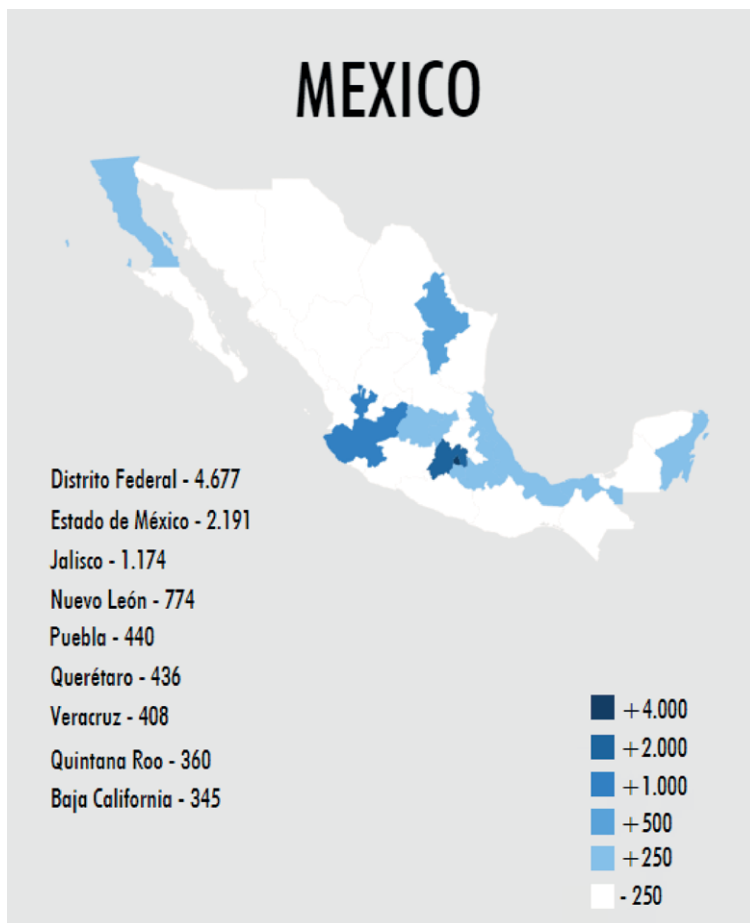 MEXICO
Distrito Federal - 4.677
Estado de México - 2.191
Jalisco - 1.174
Nuevo León - 774
Puebla - 440
Querétaro - 436
Veracruz - 408
Quintana Roo - 360
Baja California - 345
+4.000
+2.000
+1.000
+500
+250
- 250